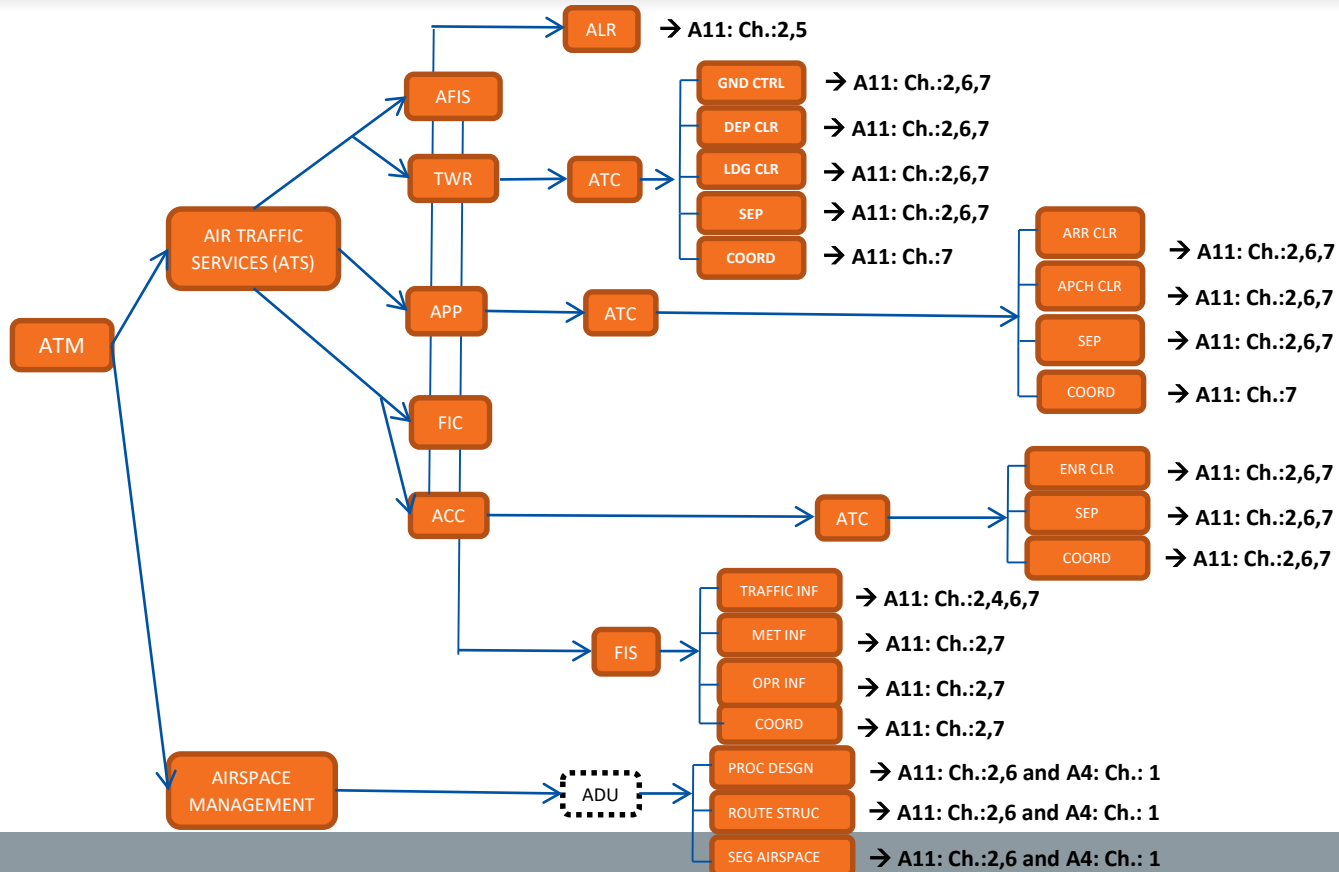 ALR → A11: Ch.:2,5
AFIS
GND CTRL → A11: Ch.:2,6,7
DEP CLR → A11: Ch.:2,6,7
TWR
ATC
LDG CLR → A11: Ch.:2,6,7
SEP → A11: Ch.:2,6,7
COORD → A11: Ch.:7
AIR TRAFFIC
SERVICES (ATS)
ARR CLR → A11: Ch.:2,6,7
APCH CLR → A11: Ch.:2,6,7
APP
ATC
SEP → A11: Ch.:2,6,7
COORD → A11: Ch.:7
ATM
FIC
ENR CLR → A11: Ch.:2,6,7
ACC
ATC
SEP → A11: Ch.:2,6,7
COORD → A11: Ch.:2,6,7
TRAFFIC INF → A11: Ch.:2,4,6,7
MET INF → A11: Ch.:2,7
FIS
OPR INF → A11: Ch.:2,7
COORD → A11: Ch.:2,7
AIRSPACE
MANAGEMENT
ADU
PROC DESGN → A11: Ch.:2,6 and A4: Ch.: 1
ROUTE STRUC → A11: Ch.:2,6 and A4: Ch.: 1
SEG AIRSPACE → A11: Ch.:2,6 and A4: Ch.: 1